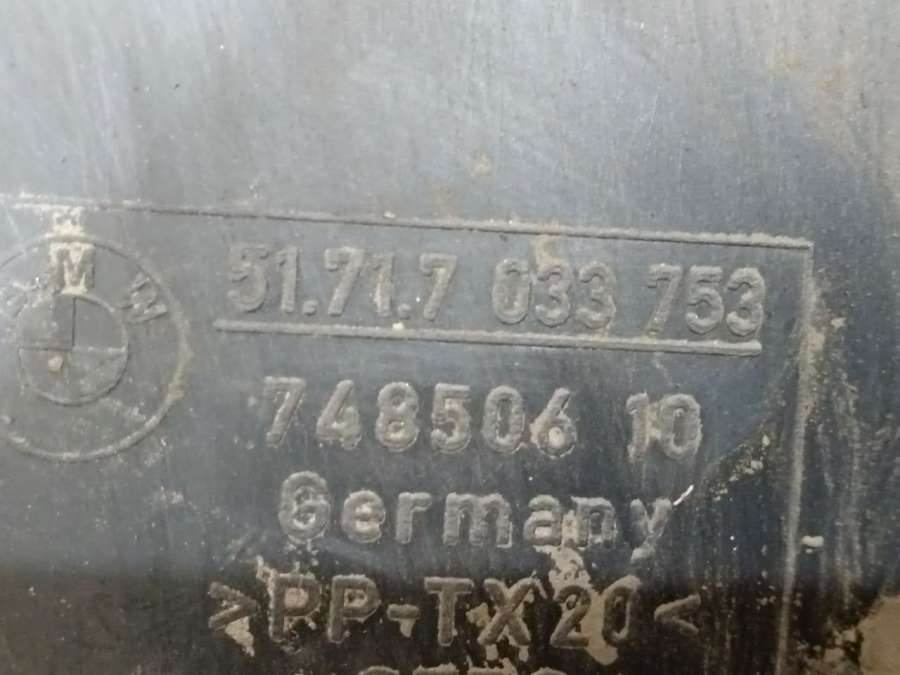 BMW
51.71.7 033 753
748506 10
Germany
>PP-TX20<